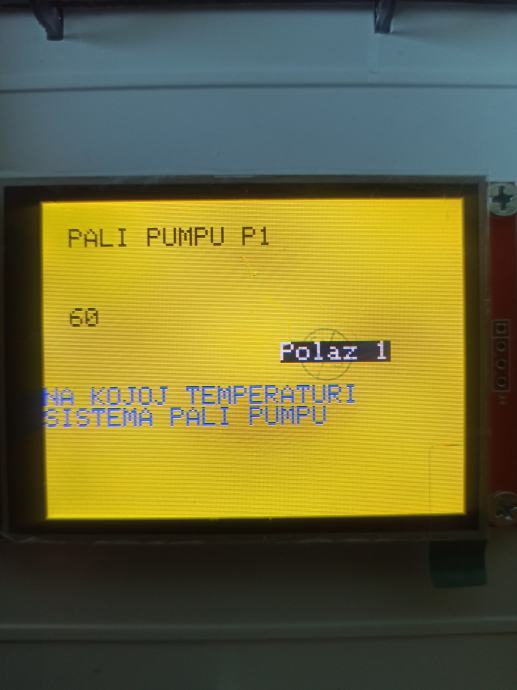 PALI PUMPU P1
60
Polaz 1
NA KOJOJ TEMPERATURI
SISTEMA PALI PUMPU